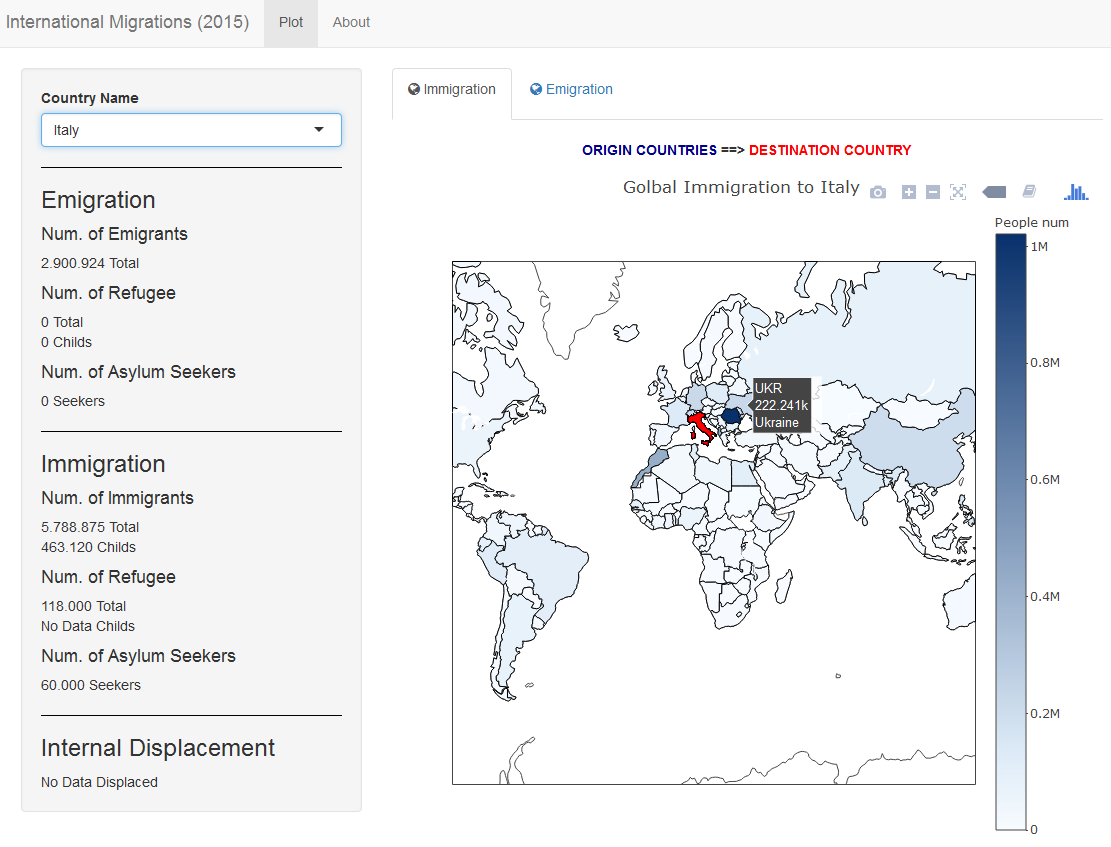 International Migrations (2015)
Plot
About
Country Name
Italy
Emigration
Num. of Emigrants
2.900.924 Total
Num. of Refugee
0 Total
0 Childs
Num. of Asylum Seekers
0 Seekers
Immigration
Num. of Immigrants
5.788.875 Total
463.120 Childs
Num. of Refugee
118.000 Total
No Data Childs
Num. of Asylum Seekers
60.000 Seekers
Internal Displacement
No Data Displaced
Immigration
Emigration
ORIGIN COUNTRIES ==> DESTINATION COUNTRY
Golbal Immigration to Italy
People num
1M
0.8M
0.6M
0.4M
0.2M
0
UKR
222.241k
Ukraine